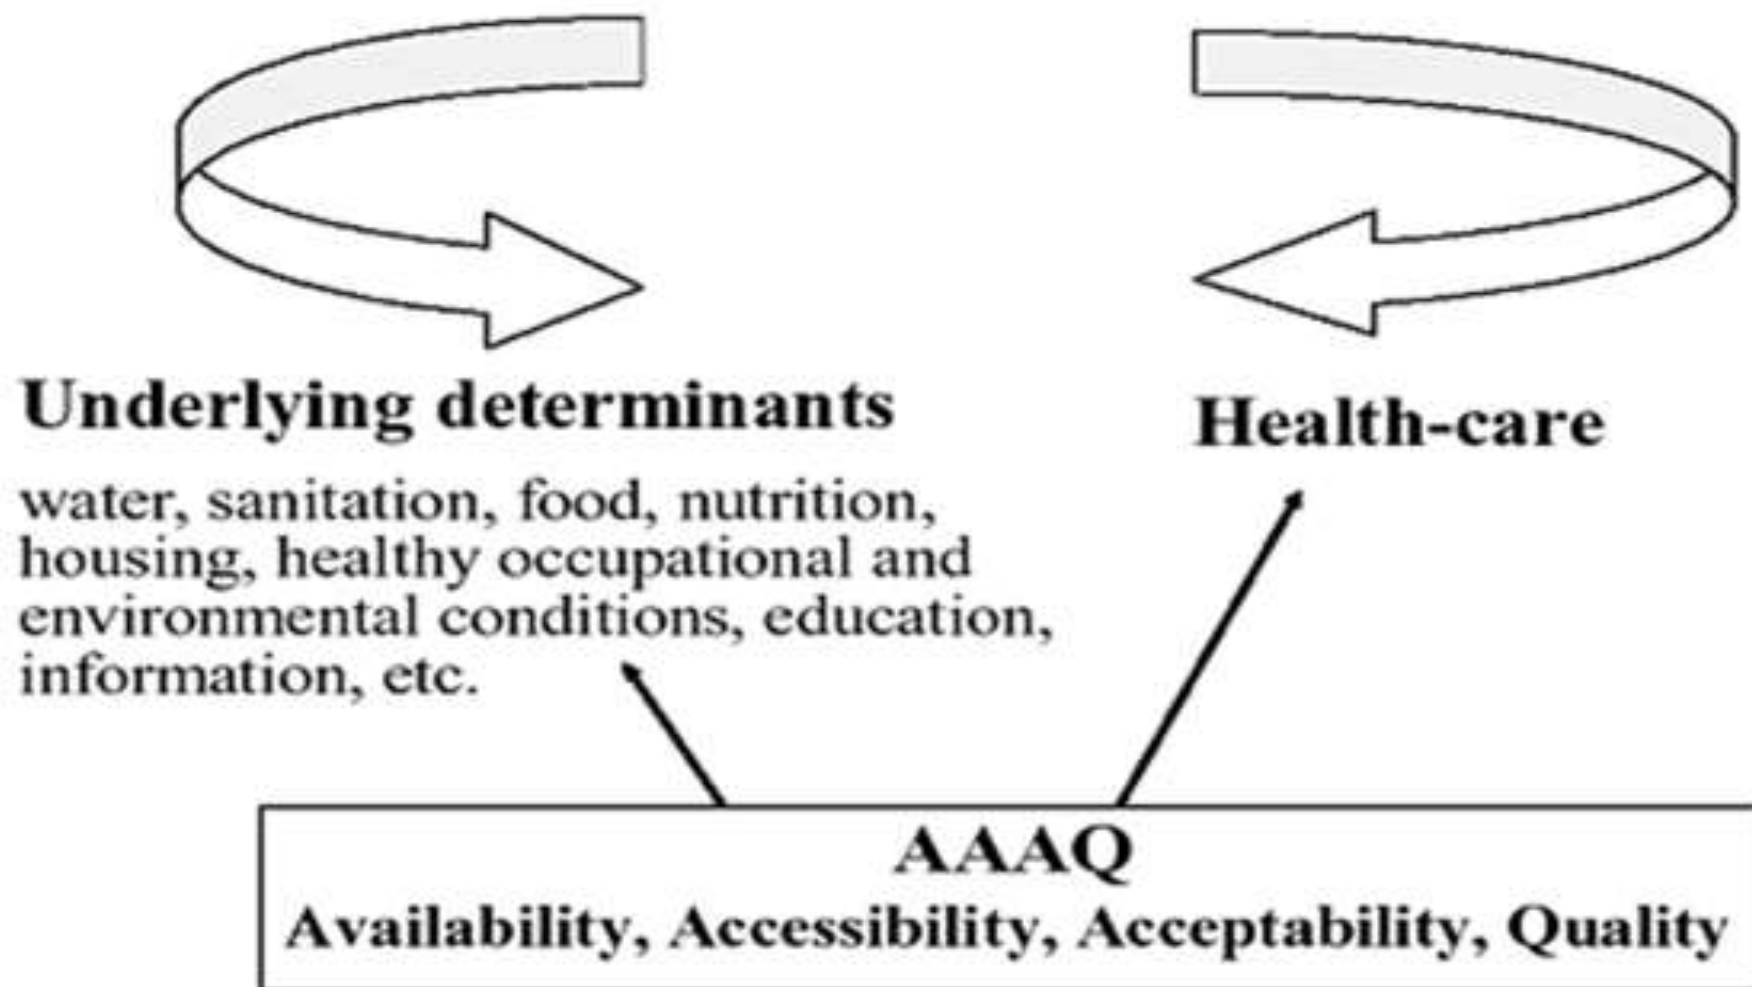 Underlying determinants
water, sanitation, food, nutrition,
housing, healthy occupational and
environmental conditions, education,
information, etc.
Health-care
AAAQ
Availability, Accessibility, Acceptability, Quality